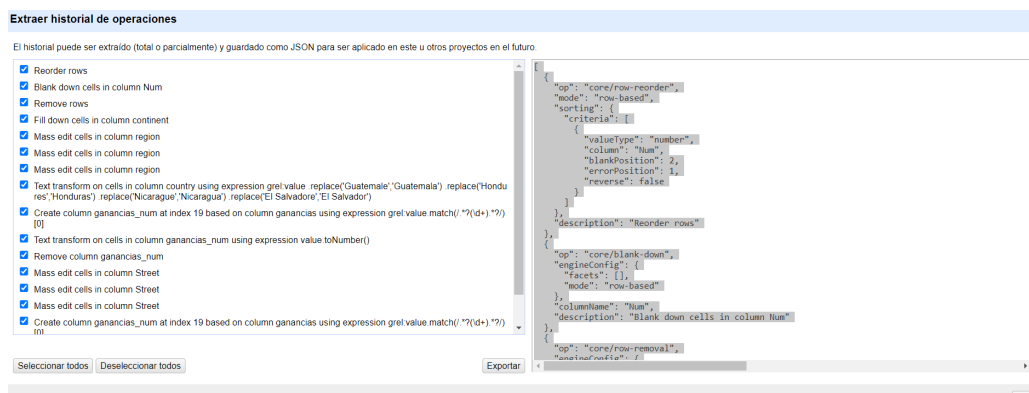 Extraer historial de operaciones
El historial puede ser extraído (total o parcialmente) y guardado como JSON para ser aplicado en este u otros proyectos en el futuro.
Reorder rows
Blank down cells in column Num
Remove rows
Fill down cells in column continent
Mass edit cells in column region
Mass edit cells in column region
Mass edit cells in column region
Text transform on cells in column country using expression grel:value .replace('Guatemale','Guatemala') .replace('Hondu
res','Honduras') .replace('Nicarague','Nicaragua') .replace('El Salvadore','El Salvador')
Create column ganancias_num at index 19 based on column ganancias using expression grel:value.match(/.*?(\d+).*?/)
[0]
Text transform on cells in column ganancias_num using expression value.toNumber()
Remove column ganancias_num
Mass edit cells in column Street
Mass edit cells in column Street
Mass edit cells in column Street
Create column ganancias_num at index 19 based on column ganancias using expression grel:value.match(/.*?(\d+).*?/)
[0]
Seleccionar todos
Deseleccionar todos
Exportar
[
{
"op": "core/row-reorder",
"mode": "row-based",
"sorting": {
"criteria": [
{
"valueType": "number",
"column": "Num",
"blankPosition": 2,
"errorPosition": 1,
"reverse": false
}
]
},
"description": "Reorder rows"
},
{
"op": "core/blank-down",
"engineConfig": {
"facets": [],
"mode": "row-based"
},
"columnName": "Num",
"description": "Blank down cells in column Num"
},
{
"op": "core/row-removal",
"engineConfig": {